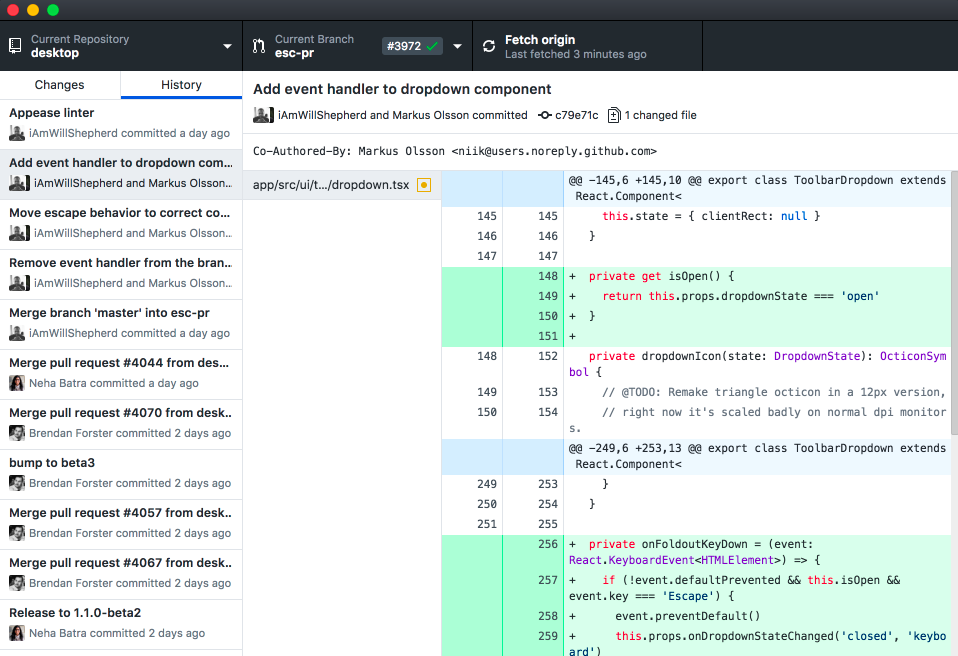 Current Repository
desktop
Current Branch
esc-pr
#3972
Fetch origin
Last fetched 3 minutes ago
Changes
History
Appease linter
iAmWillShepherd committed a day ago
Add event handler to dropdown com...
iAmWillShepherd and Markus Olsson...
Move escape behavior to correct co...
iAmWillShepherd and Markus Olsson...
Remove event handler from the bran...
iAmWillShepherd and Markus Olsson...
Merge branch 'master' into esc-pr
iAmWillShepherd committed a day ago
Merge pull request #4044 from des...
Neha Batra committed a day ago
Merge pull request #4070 from desk...
Brendan Forster committed 2 days ago
bump to beta3
Brendan Forster committed 2 days ago
Merge pull request #4057 from desk...
Brendan Forster committed 2 days ago
Merge pull request #4067 from desk...
Brendan Forster committed 2 days ago
Release to 1.1.0-beta2
Neha Batra committed 2 days ago
Add event handler to dropdown component
iAmWillShepherd and Markus Olsson committed c79e71c 1 changed file
Co-Authored-By: Markus Olsson <niik@users.noreply.github.com>
app/src/ui/t.../dropdown.tsx
@@ -145,6 +145,10 @@ export class ToolbarDropdown extends
React.Component<
145 145 this.state = { clientRect: null }
146 146 }
147 147
148 + private get isOpen() {
149 + return this.props.dropdownState === 'open'
150 + }
151 +
148 152 private dropdownIcon(state: DropdownState): OcticonSym
bol {
149 153 // @TODO: Remake triangle octicon in a 12px version,
150 154 // right now it's scaled badly on normal dpi monitor
s.
@@ -249,6 +253,13 @@ export class ToolbarDropdown extends
React.Component<
249 253 }
250 254 }
251 255
256 + private onFoldoutKeyDown = (event:
React.KeyboardEvent<HTMLElement>) => {
257 + if (!event.defaultPrevented && this.isOpen &&
event.key === 'Escape') {
258 + event.preventDefault()
259 + this.props.onDropdownStateChanged('closed', 'keybo
ard')